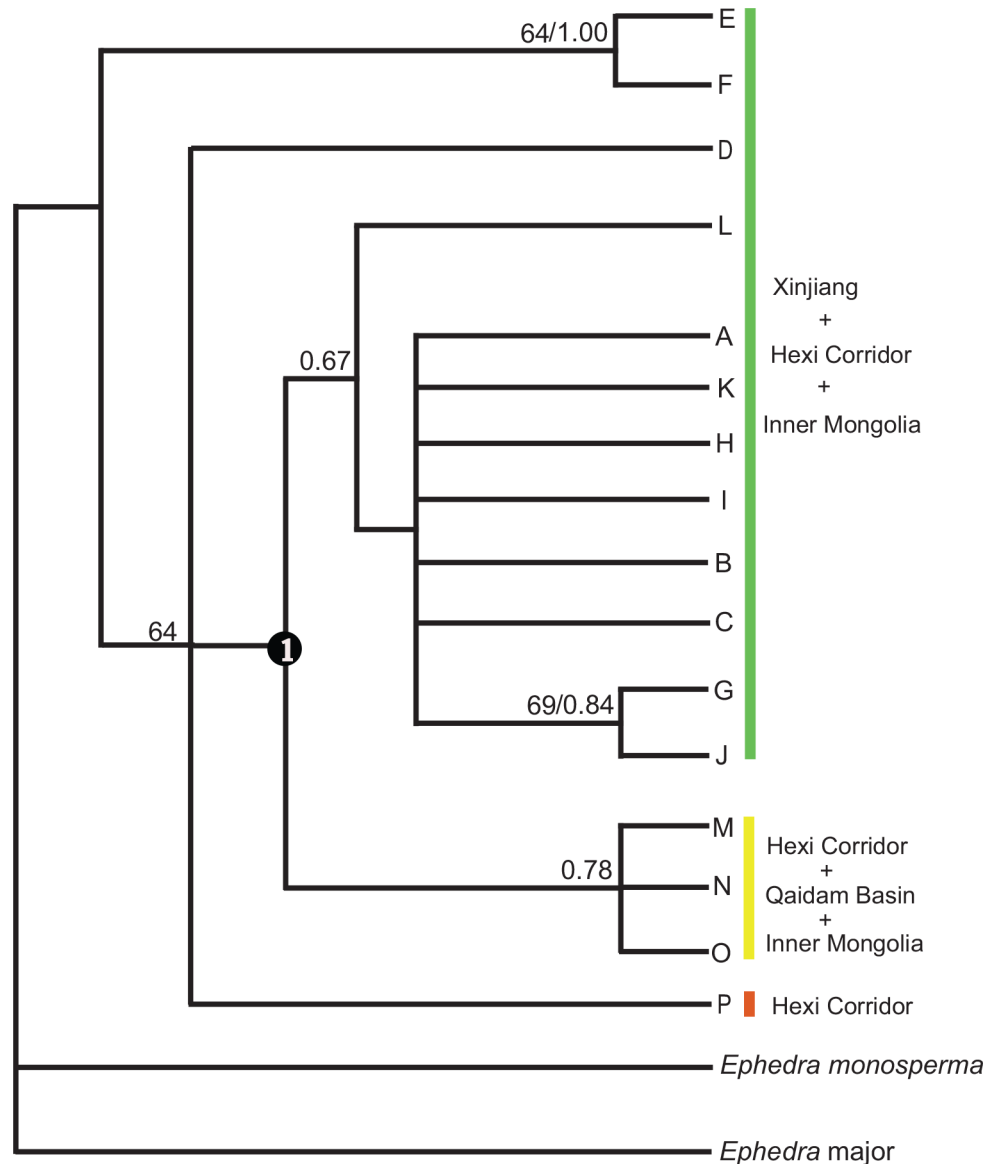 64/1.00
E
F
D
L
Xinjiang
+
Hexi Corridor
+
Inner Mongolia
A
0.67
K
H
I
B
C
64
1
G
69/0.84
J
M
Hexi Corridor
+
Qaidam Basin
+
Inner Mongolia
0.78
N
O
P
Hexi Corridor
Ephedra monosperma
Ephedra major